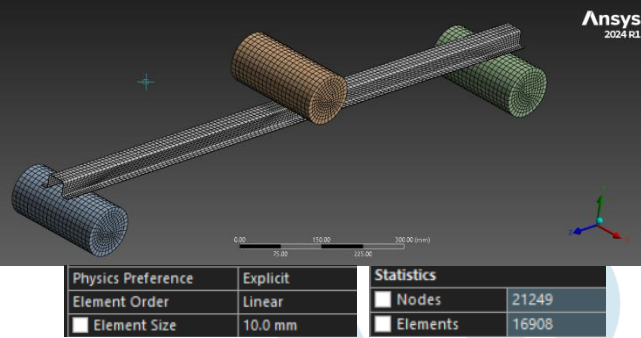 Ansys
2024 R1
0.00 150.00 300.00 (mm)
75.00 225.00
Physics Preference Explicit
Element Order Linear
Element Size 10.0 mm
Statistics
Nodes 21249
Elements 16908